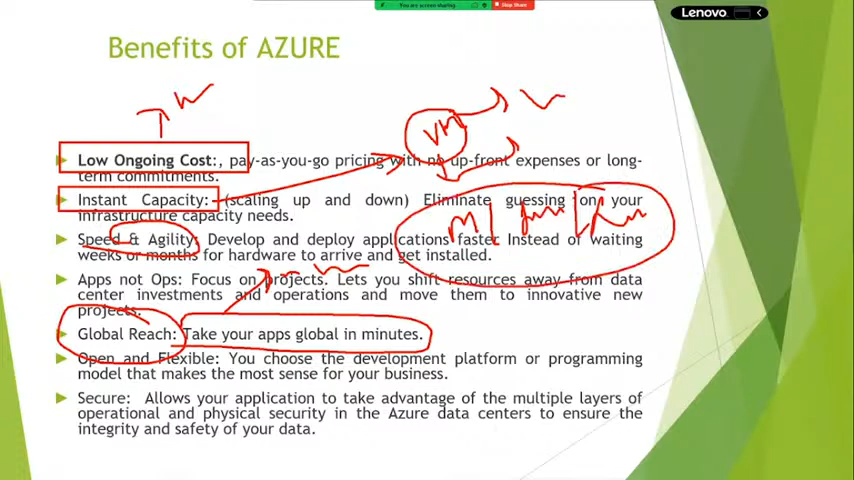 You are screen sharing
Stop Share
Lenovo
Benefits of AZURE
VM
Low Ongoing Cost:, pay-as-you-go pricing with no up-front expenses or long-
term commitments.
Instant Capacity: (scaling up and down) Eliminate guessing on your
infrastructure capacity needs.
Speed & Agility: Develop and deploy applications faster Instead of waiting
weeks or months for hardware to arrive and get installed.
Apps not Ops: Focus on projects. Lets you shift resources away from data
center investments and operations and move them to innovative new
projects.
Global Reach: Take your apps global in minutes.
Open and Flexible: You choose the development platform or programming
model that makes the most sense for your business.
Secure: Allows your application to take advantage of the multiple layers of
operational and physical security in the Azure data centers to ensure the
integrity and safety of your data.